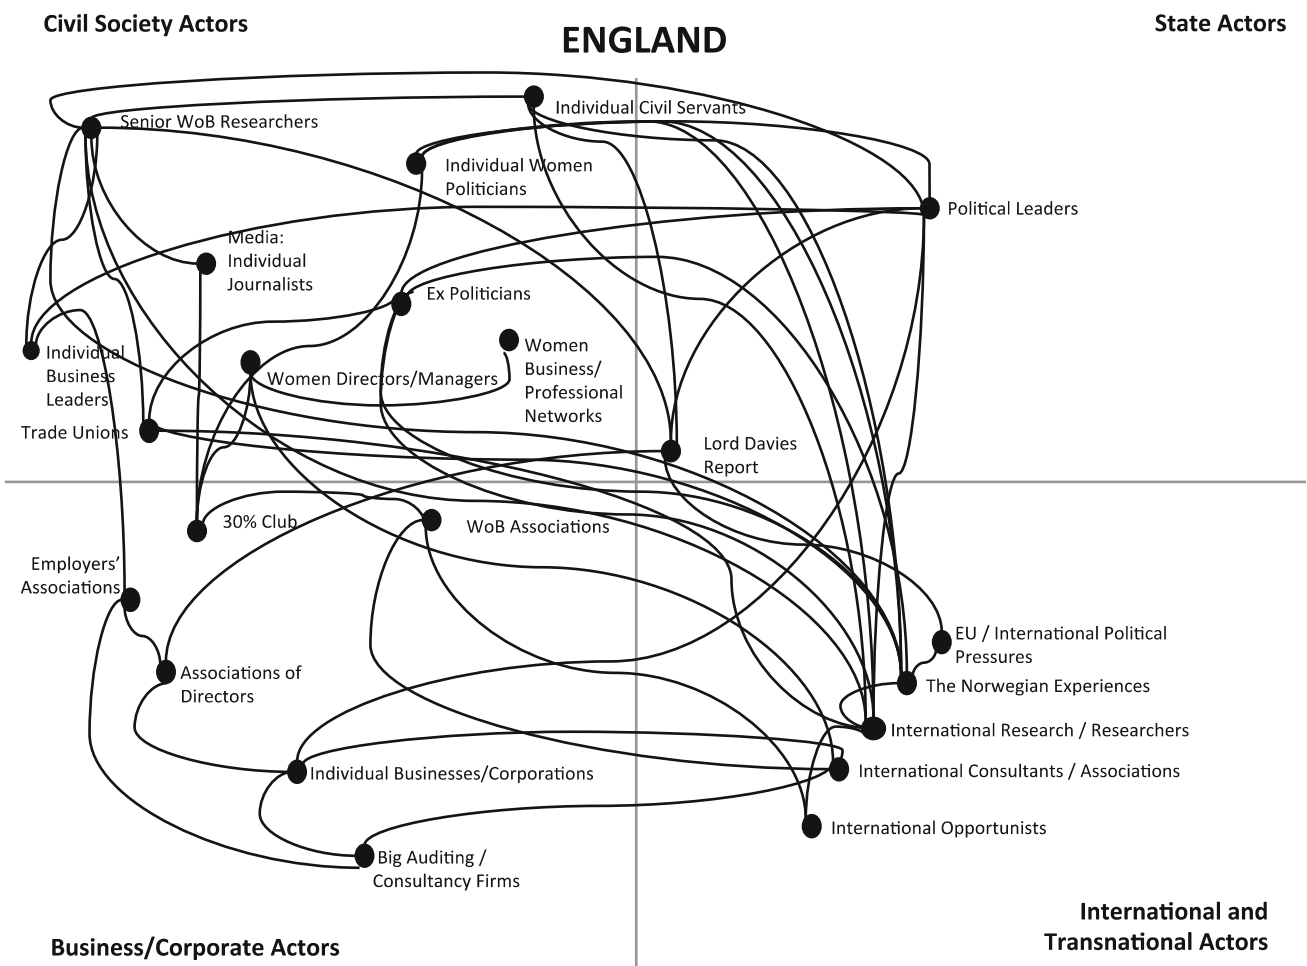 Civil Society Actors
ENGLAND
State Actors
Individual Civil Servants
Senior WoB Researchers
Individual Women
Politicians
Political Leaders
Media:
Individual
Journalists
Ex Politicians
Individual
Business
Leaders
Women
Business/
Professional
Networks
Women Directors/Managers
Trade Unions
Lord Davies
Report
30% Club
WoB Associations
Employers’
Associations
EU / International Political
Pressures
Associations of
Directors
The Norwegian Experiences
International Research / Researchers
Individual Businesses/Corporations
International Consultants / Associations
International Opportunists
Big Auditing /
Consultancy Firms
International and
Transnational Actors
Business/Corporate Actors